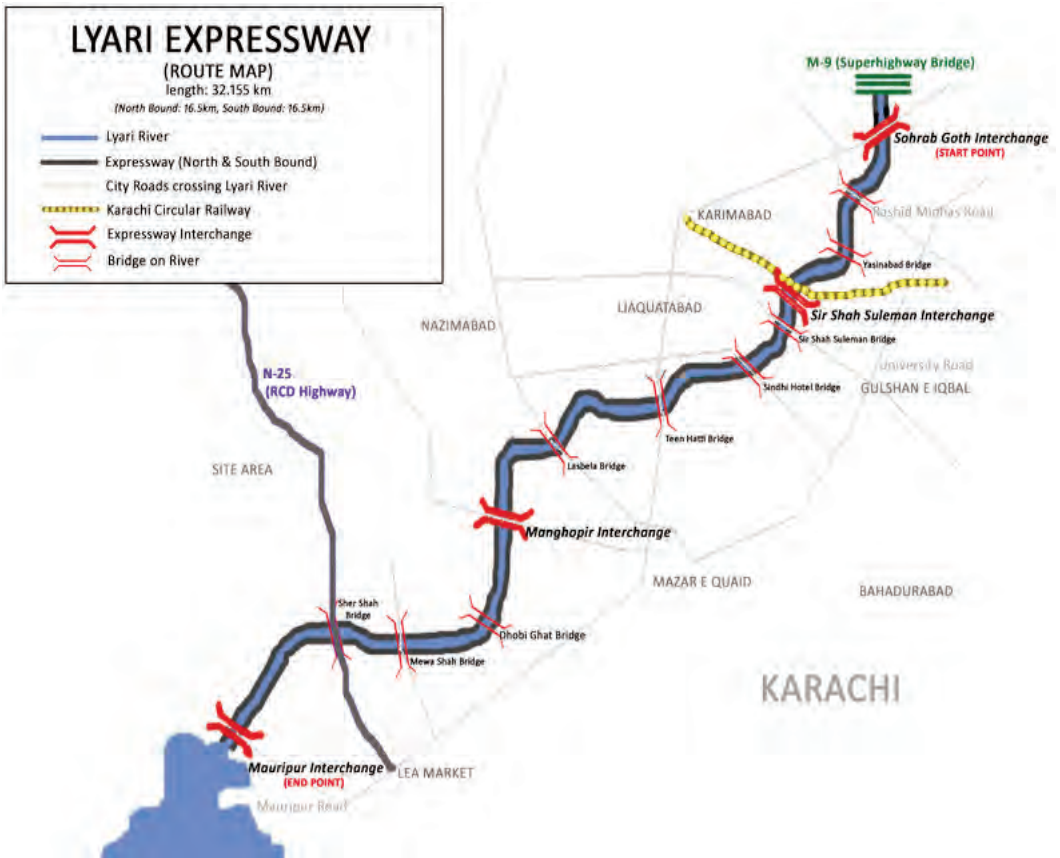 LYARI EXPRESSWAY
(ROUTE MAP)
length: 32.155 km
(North Bound: 16.5km, South Bound: 16.5km)
Lyari River
Expressway (North & South Bound)
City Roads crossing Lyari River
Karachi Circular Railway
Expressway Interchange
Bridge on River
M-9 (Superhighway Bridge)
Sohrab Goth Interchange
(START POINT)
Rashid Minhas Road
KARIMABAD
Yasinabad Bridge
LIAQUATABAD
Sir Shah Suleman Interchange
NAZIMABAD
Sir Shah Suleman Bridge
University Road
GULSHAN E IQBAL
Sindhi Hotel Bridge
N-25
(RCD Highway)
Teen Hatti Bridge
Lasbela Bridge
SITE AREA
Manghopir Interchange
MAZAR E QUAID
BAHADURABAD
Sher Shah
Bridge
Dhobi Ghat Bridge
Mewa Shah Bridge
KARACHI
Mauripur Interchange
(END POINT)
LEA MARKET
Mauripur Road